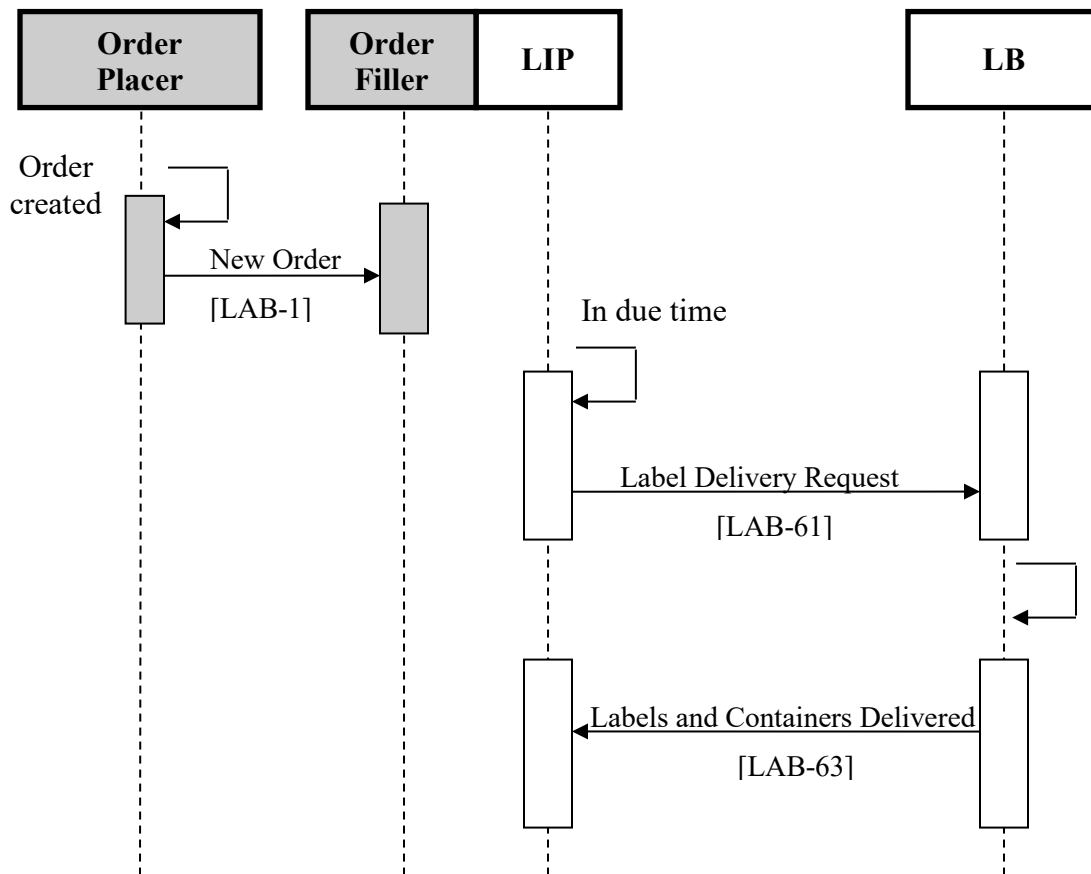 Order
Placer
Order
Filler
LIP
LB
Order
created
New Order
[LAB-1]
In due time
Label Delivery Request
[LAB-61]
Labels and Containers Delivered
[LAB-63]